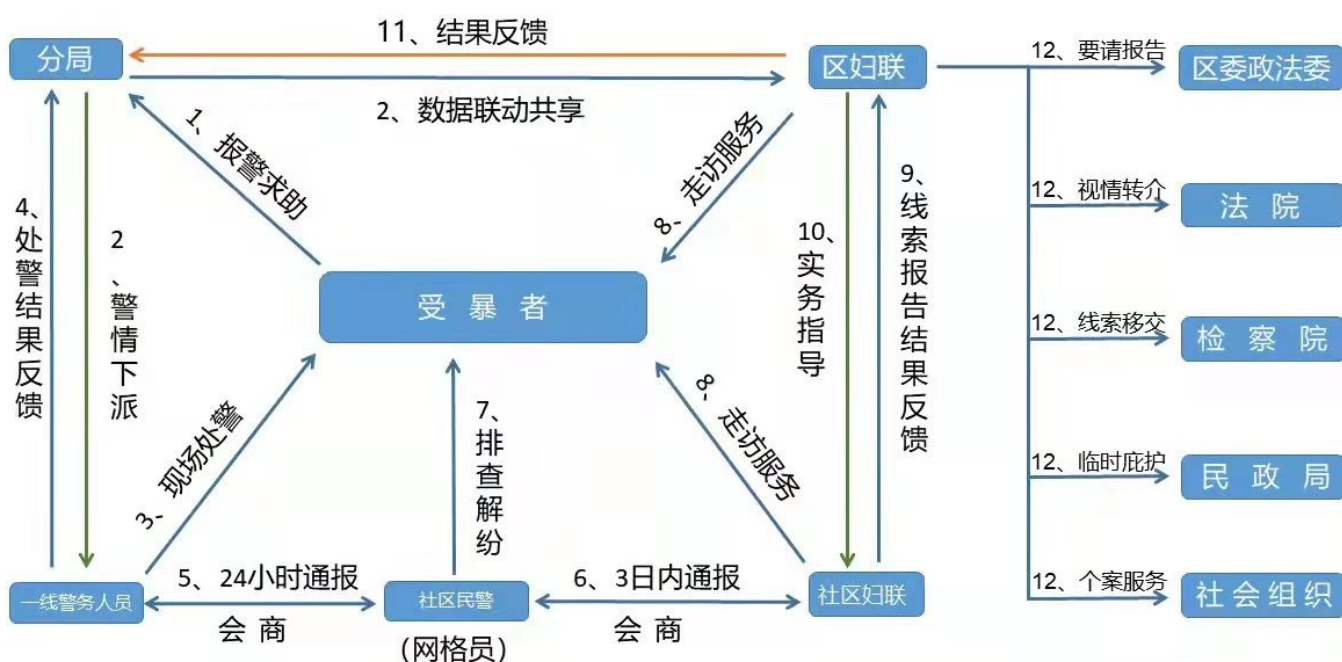 11、结果反馈
分局
区妇联
12、要请报告
区委政法委
2、数据联动共享
1、报警求助
8、走访服务
4、处警结果反馈
2、警情下派
10、实务指导
9、线索报告结果反馈
12、视情转介
法院
受暴者
12、线索移交
检察院
3、现场处警
7、排查解纷
8、走访服务
12、临时庇护
民政局
一线警务人员
5、24小时通报
会商
社区民警
(网格员)
6、3日内通报
会商
社区妇联
12、个案服务
社会组织